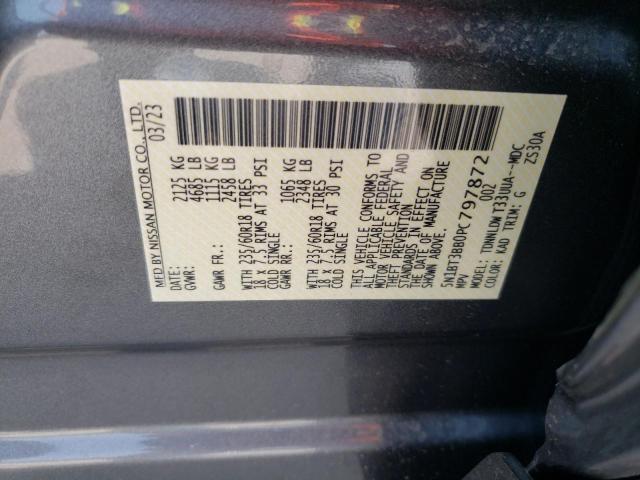 MFD BY NISSAN MOTOR CO., LTD.
03/23
GVWR: 2125 KG
4685 LB
GAWR FR.: 1115 KG
2458 LB
WITH 235/60R18 TIRES
18 x 7.5 RIMS AT 33 PSI
COLD SINGLE
GAWR RR.: 1065 KG
2348 LB
WITH 235/60R18 TIRES
18 x 7.5 RIMS AT 30 PSI
COLD SINGLE
THIS VEHICLE CONFORMS TO
ALL APPLICABLE FEDERAL
MOTOR VEHICLE SAFETY AND
THEFT PREVENTION
STANDARDS IN EFFECT ON
THE DATE OF MANUFACTURE
SHOWN ABOVE.
5N1BT3BB0PC797872
MPV 002
MODEL: TDNNLDW T33UUA--MDC
COLOR: KAD TRIM: G ZS30A